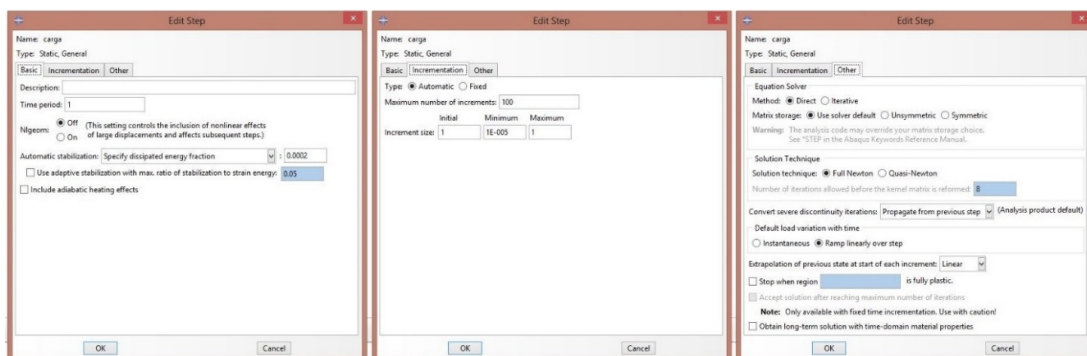 Edit Step
Name: carga
Type: Static, General
Basic Incrementation Other
Description:
Time period: 1
Nlgeom: Off (This setting controls the inclusion of nonlinear effects
On of large displacements and affects subsequent steps.)
Automatic stabilization: Specify dissipated energy fraction : 0.0002
Use adaptive stabilization with max. ratio of stabilization to strain energy: 0.05
Include adiabatic heating effects
OK Cancel
Edit Step
Name: carga
Type: Static, General
Basic Incrementation Other
Type: Automatic Fixed
Maximum number of increments: 100
Initial Minimum Maximum
Increment size: 1 1E-005 1
OK Cancel
Edit Step
Name: carga
Type: Static, General
Basic Incrementation Other
Equation Solver
Method: Direct Iterative
Matrix storage: Use solver default Unsymmetric Symmetric
Warning: The analysis code may override your matrix storage choice.
See *STEP in the Abaqus Keywords Reference Manual.
Solution Technique
Solution technique: Full Newton Quasi-Newton
Number of iterations allowed before the kernel matrix is reformed: 8
Convert severe discontinuity iterations: Propagate from previous step (Analysis product default)
Default load variation with time
Instantaneous Ramp linearly over step
Extrapolation of previous state at start of each increment: Linear
Stop when region is fully plastic.
Accept solution after reaching maximum number of iterations
Note: Only available with fixed time incrementation. Use with caution!
Obtain long-term solution with time-domain material properties
OK Cancel